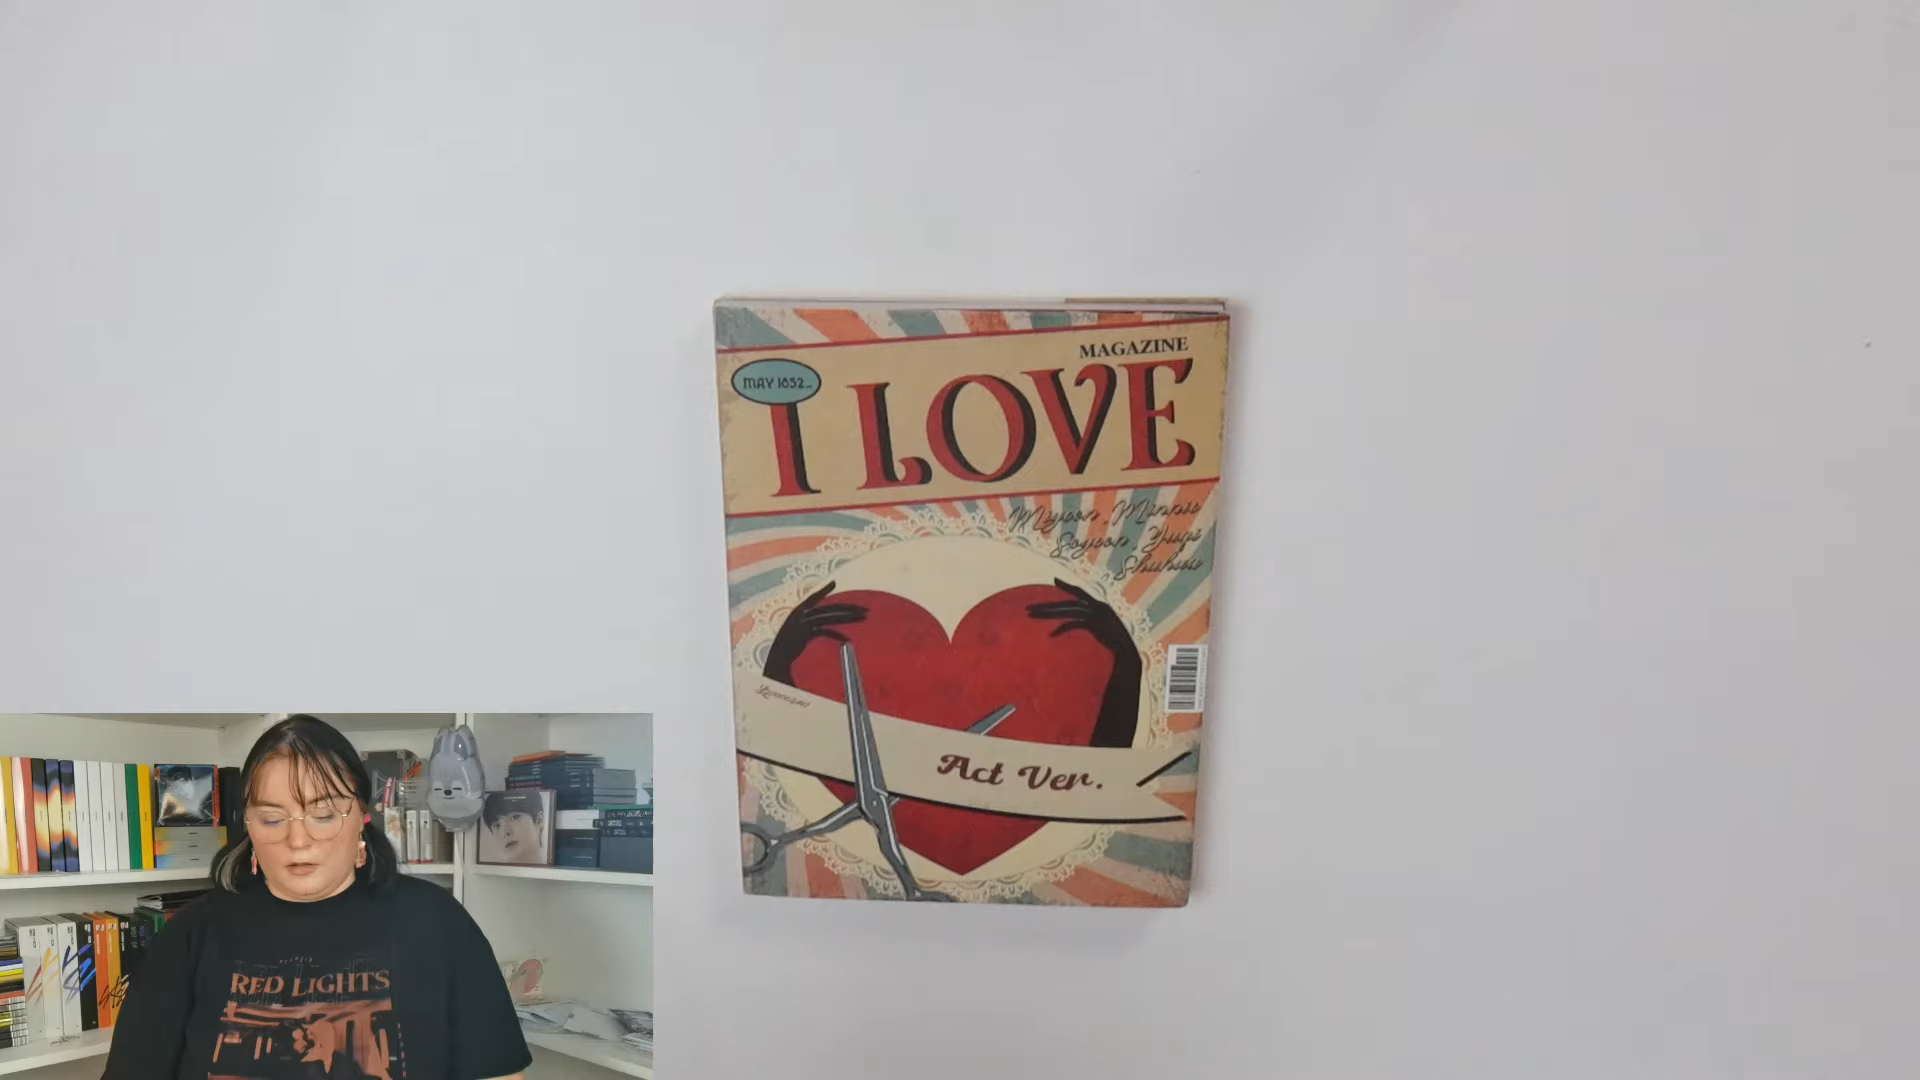 MAGAZINE
MAY 1852...
I LOVE
Miyeon, Minnie
Soyeon, Yuqi
Shuhua
Act Ver.
RED LIGHTS